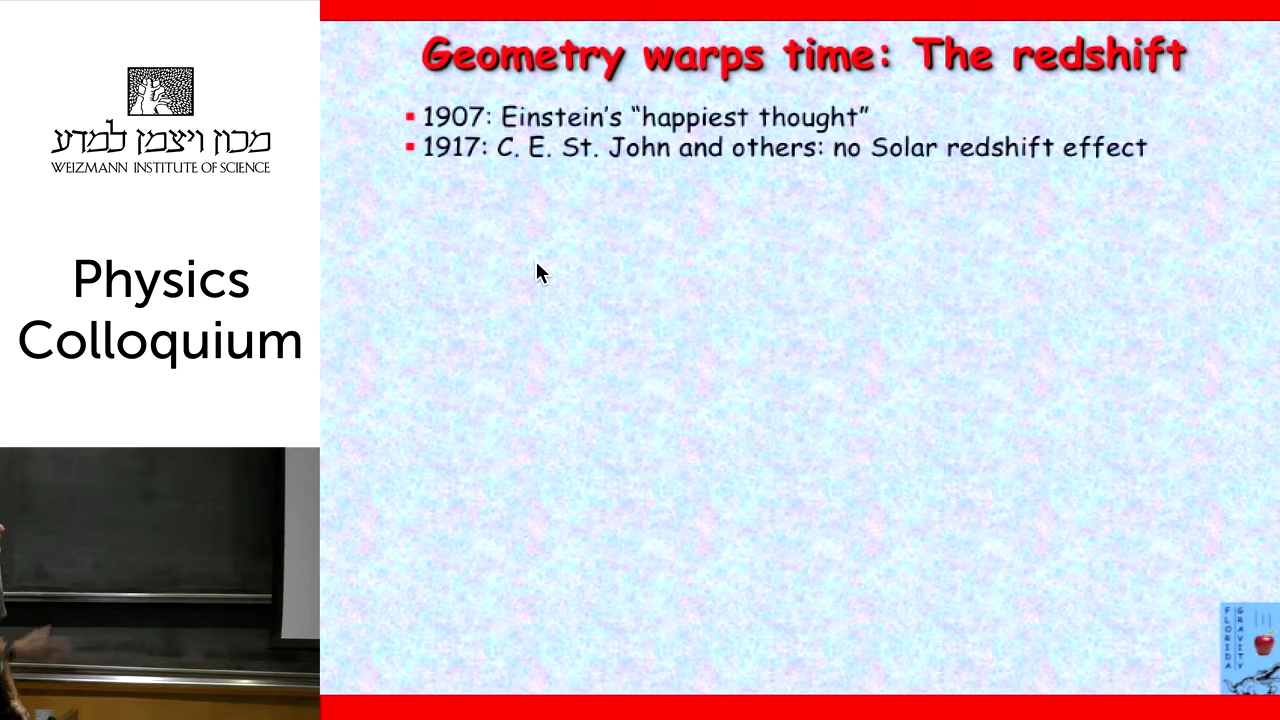 מכון ויצמן למדע
WEIZMANN INSTITUTE OF SCIENCE
Physics
Colloquium
Geometry warps time: The redshift
▪ 1907: Einstein’s “happiest thought”
▪ 1917: C. E. St. John and others: no Solar redshift effect
FLORIDA
GRAVITY